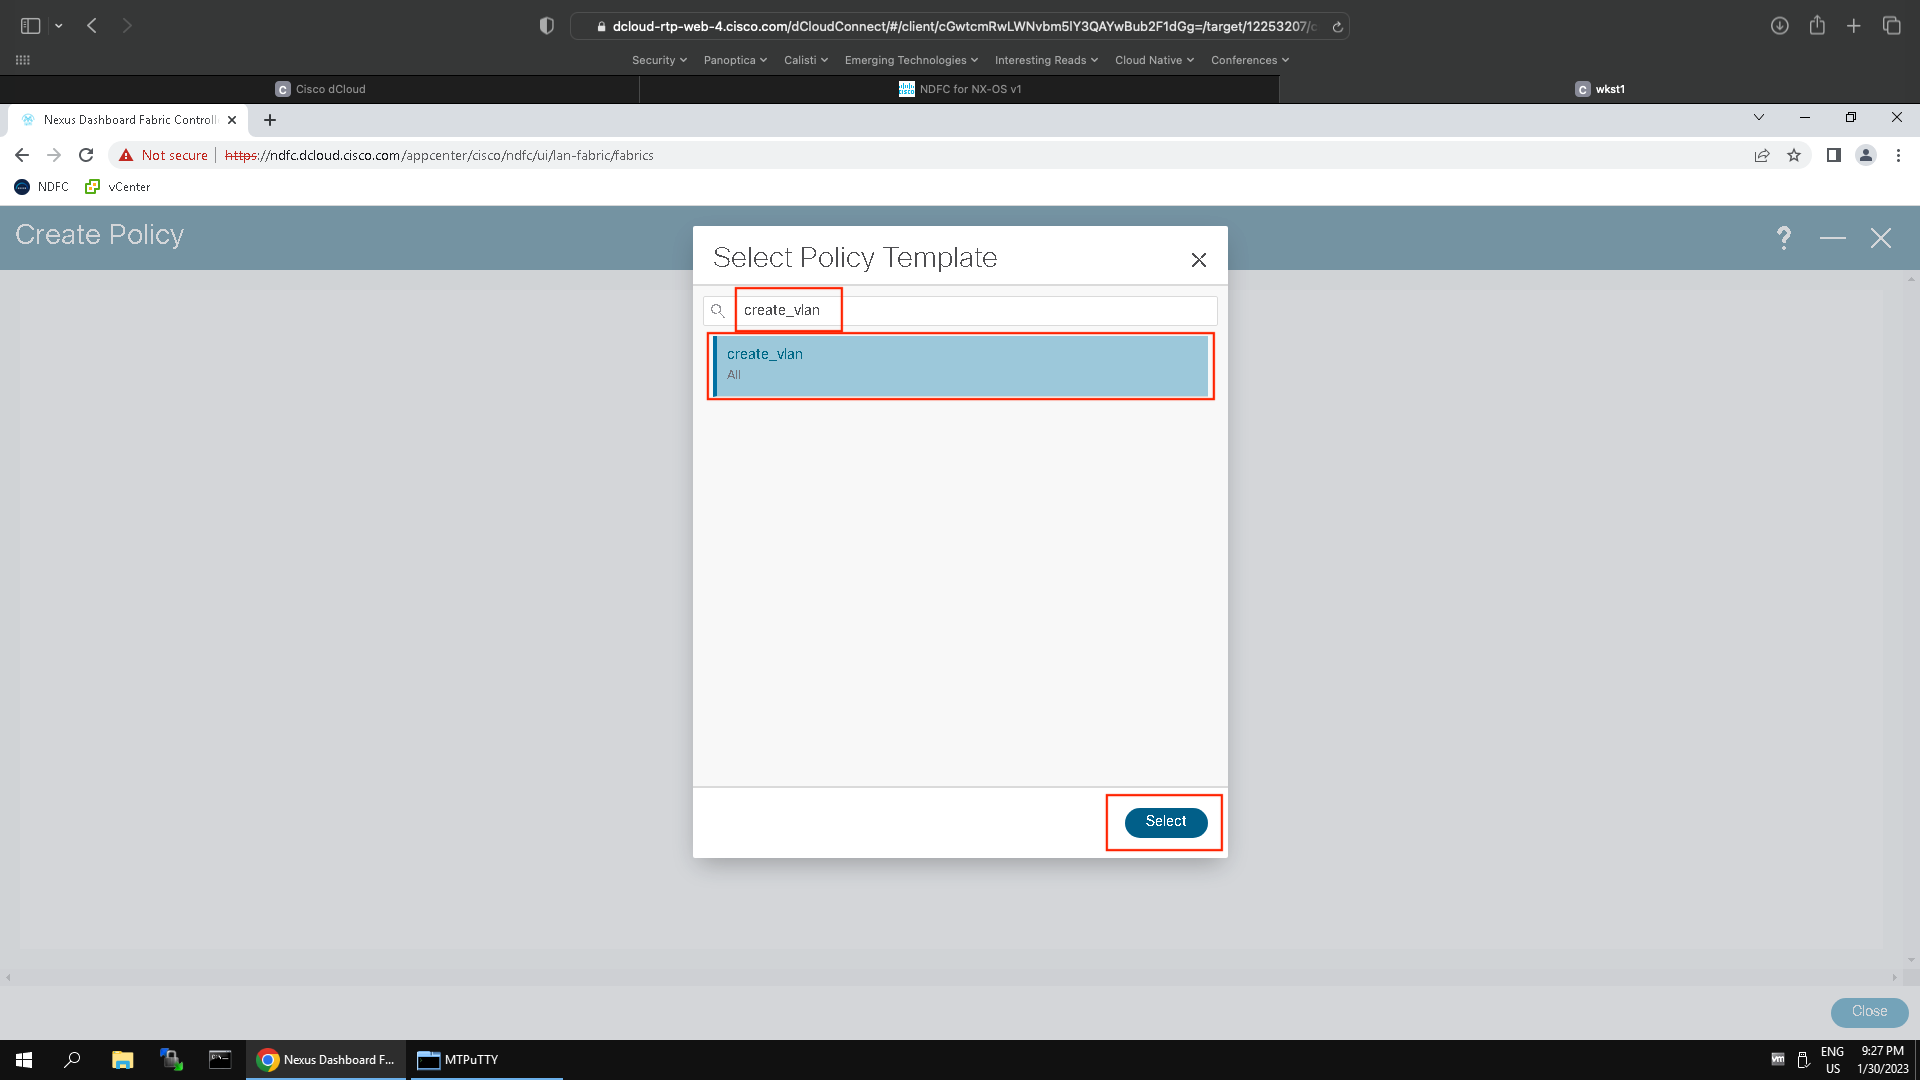 dcloud-rtp-web-4.cisco.com/dCloudConnect/#/client/cGwtcmRwLWNvbm5lY3QAYwBub2F1dGg=/target/12253207/c
Security Panoptica Calisti Emerging Technologies Interesting Reads Cloud Native Conferences
C Cisco dCloud
cisco NDFC for NX-OS v1
C wkst1
Nexus Dashboard Fabric Controll
Not secure https://ndfc.dcloud.cisco.com/appcenter/cisco/ndfc/ui/lan-fabric/fabrics
NDFC vCenter
Create Policy
?
Select Policy Template
create_vlan
create_vlan
All
Select
Close
Nexus Dashboard F...
MTPuTTY
vm
ENG
US
9:27 PM
1/30/2023